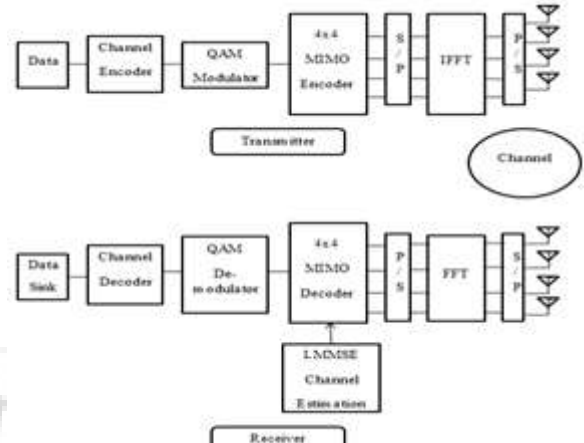 Data
Channel
Encoder
QAM
Modulator
4x4
MIMO
Encoder
S
/
P
IFFT
P
/
S
Transmitter
Channel
Data
Sink
Channel
Decoder
QAM
De-
modulator
4x4
MIMO
Decoder
P
/
S
FFT
S
/
P
LMMSE
Channel
Estimation
Receiver